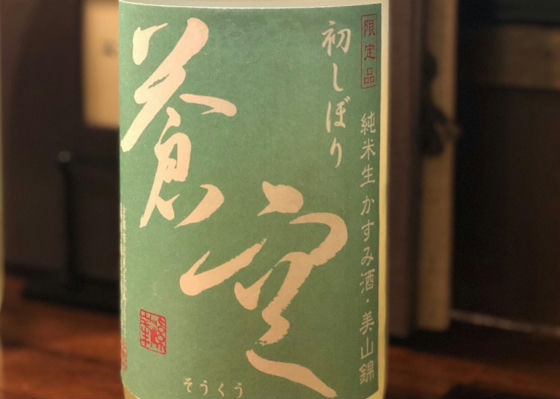 限定品
純米生 かすみ酒・美山錦
初しぼり
蒼空
そうくう